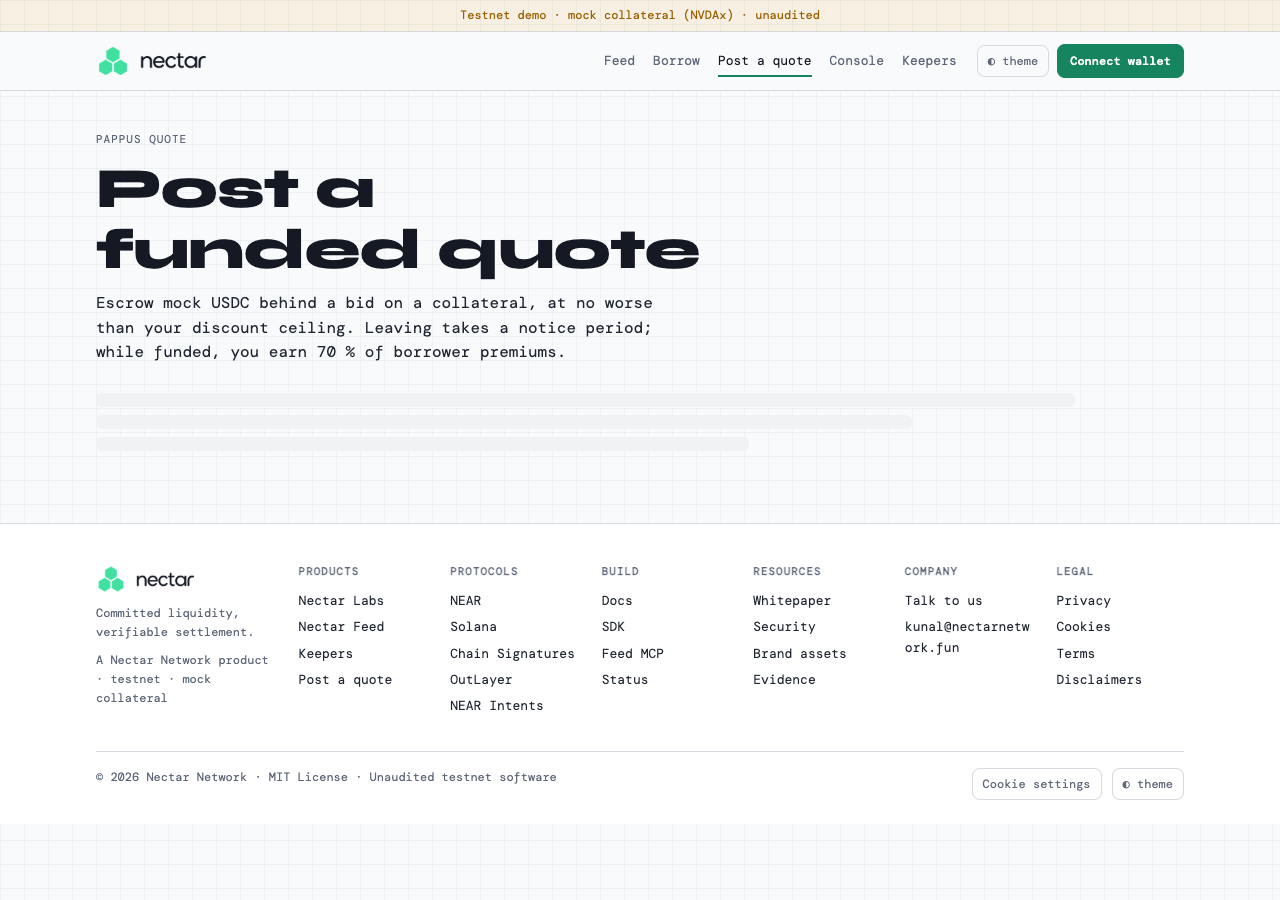 Testnet demo · mock collateral (NVDAx) · unaudited
nectar
Feed Borrow Post a quote Console Keepers ◐ theme Connect wallet
PAPPUS QUOTE
Post a
funded quote
Escrow mock USDC behind a bid on a collateral, at no worse
than your discount ceiling. Leaving takes a notice period;
while funded, you earn 70 % of borrower premiums.
nectar
Committed liquidity,
verifiable settlement.
A Nectar Network product
· testnet · mock
collateral
PRODUCTS
Nectar Labs
Nectar Feed
Keepers
Post a quote
PROTOCOLS
NEAR
Solana
Chain Signatures
OutLayer
NEAR Intents
BUILD
Docs
SDK
Feed MCP
Status
RESOURCES
Whitepaper
Security
Brand assets
Evidence
COMPANY
Talk to us
kunal@nectarnetw
ork.fun
LEGAL
Privacy
Cookies
Terms
Disclaimers
© 2026 Nectar Network · MIT License · Unaudited testnet software
Cookie settings ◐ theme